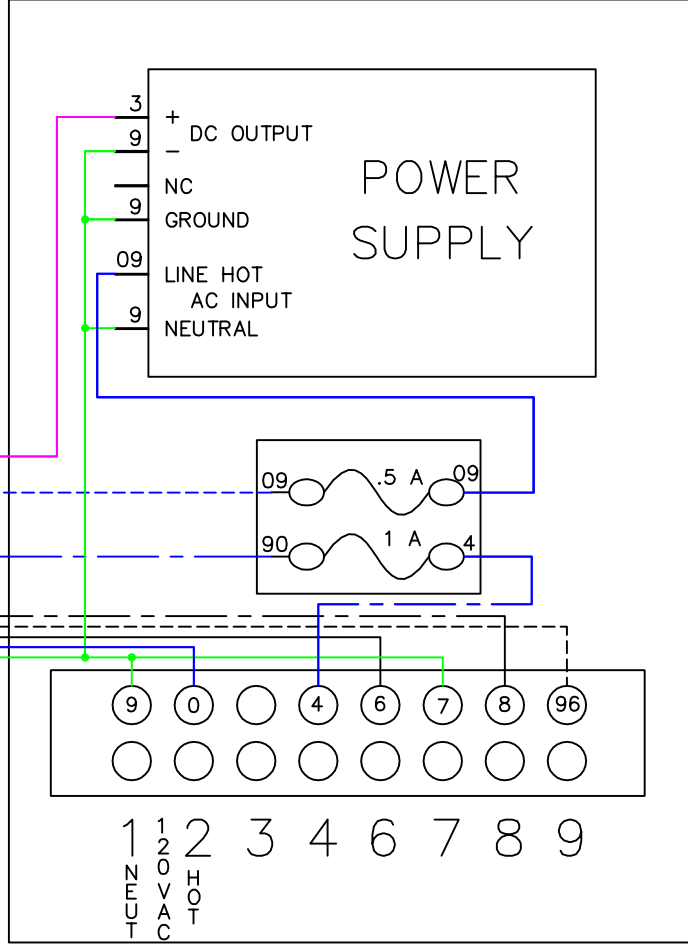 3
+
DC OUTPUT
9
−
POWER
SUPPLY
NC
9
GROUND
09
LINE HOT
AC INPUT
9
NEUTRAL
09 .5 A 09
90 1 A 4
9 0 4 6 7 8 96
1 2 3 4 6 7 8 9
NEUT
120VAC
HOT